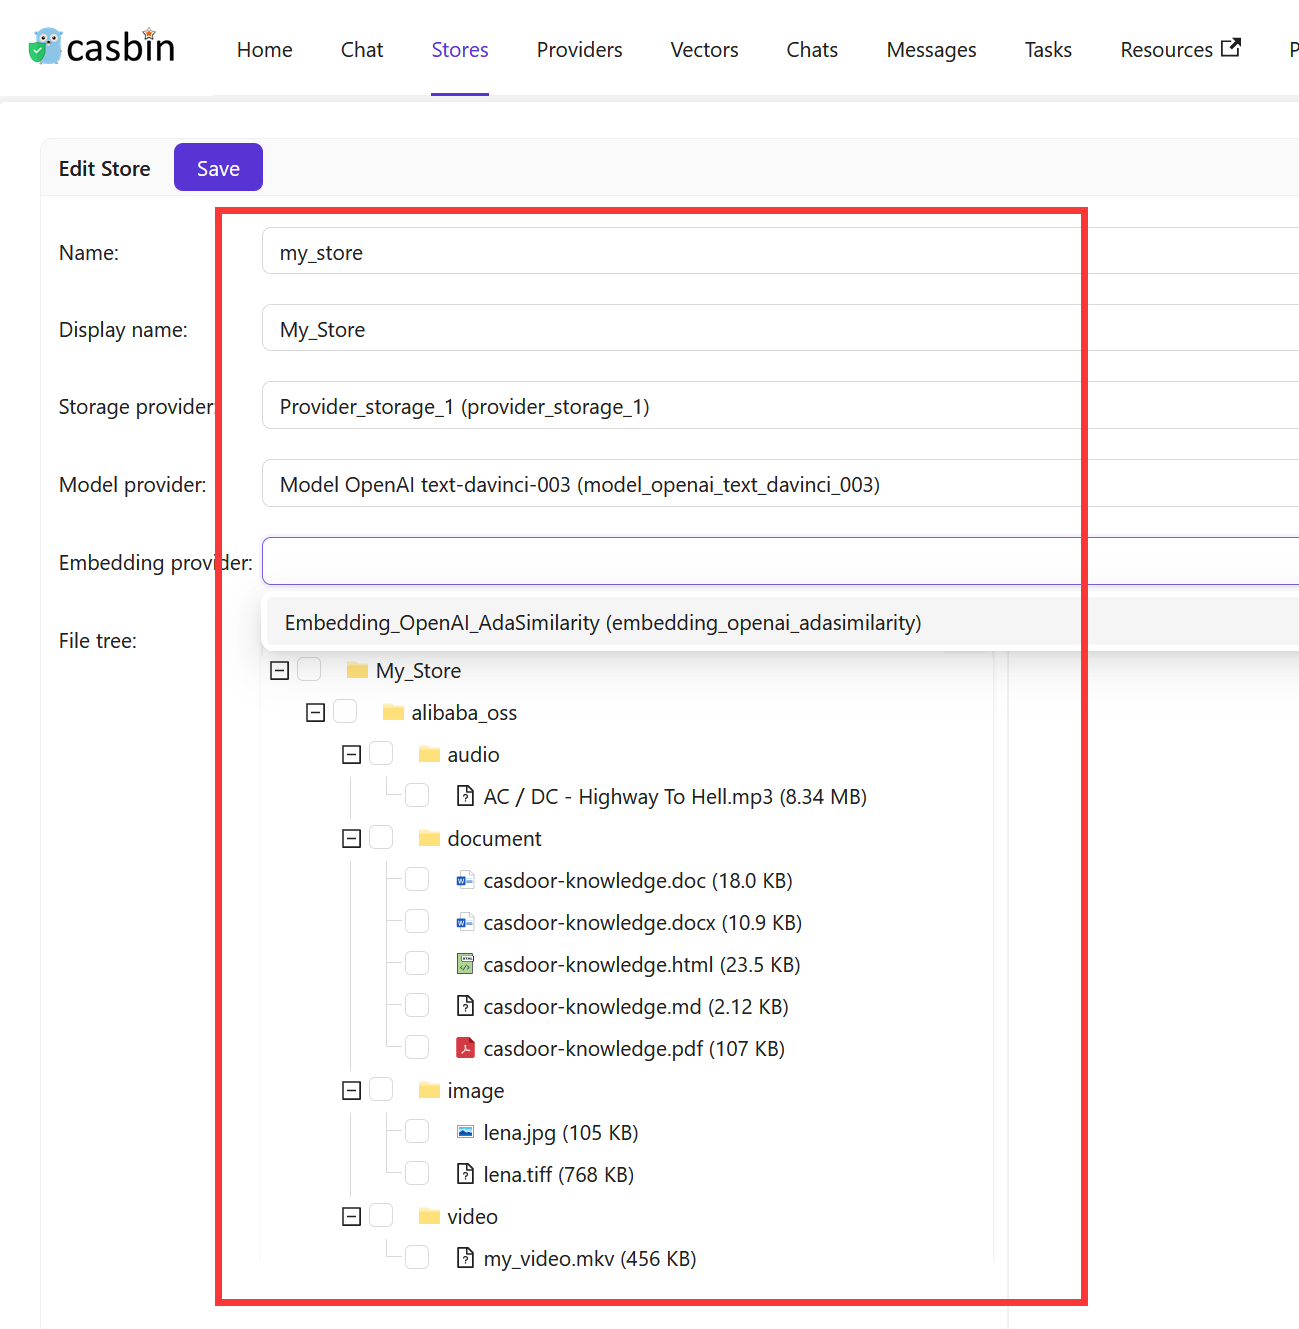 casbin Home Chat Stores Providers Vectors Chats Messages Tasks Resources P
Edit Store Save
Name: my_store
Display name: My_Store
Storage provider: Provider_storage_1 (provider_storage_1)
Model provider: Model OpenAI text-davinci-003 (model_openai_text_davinci_003)
Embedding provider:
Embedding_OpenAI_AdaSimilarity (embedding_openai_adasimilarity)
File tree:
My_Store
alibaba_oss
audio
AC / DC - Highway To Hell.mp3 (8.34 MB)
document
casdoor-knowledge.doc (18.0 KB)
casdoor-knowledge.docx (10.9 KB)
casdoor-knowledge.html (23.5 KB)
casdoor-knowledge.md (2.12 KB)
casdoor-knowledge.pdf (107 KB)
image
lena.jpg (105 KB)
lena.tiff (768 KB)
video
my_video.mkv (456 KB)